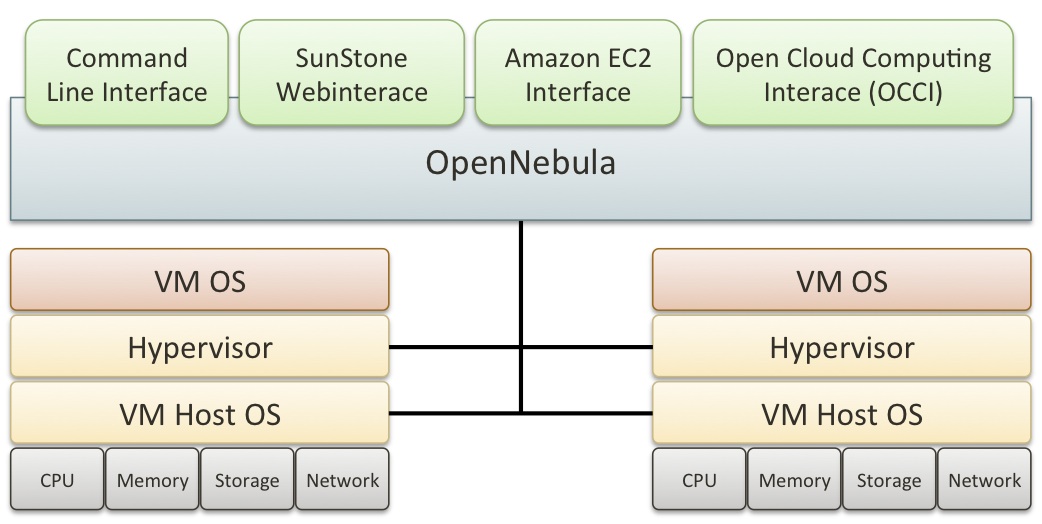 Command
Line Interface
SunStone
Webinterace
Amazon EC2
Interface
Open Cloud Computing
Interace (OCCI)
OpenNebula
VM OS
Hypervisor
VM Host OS
CPU
Memory
Storage
Network
VM OS
Hypervisor
VM Host OS
CPU
Memory
Storage
Network